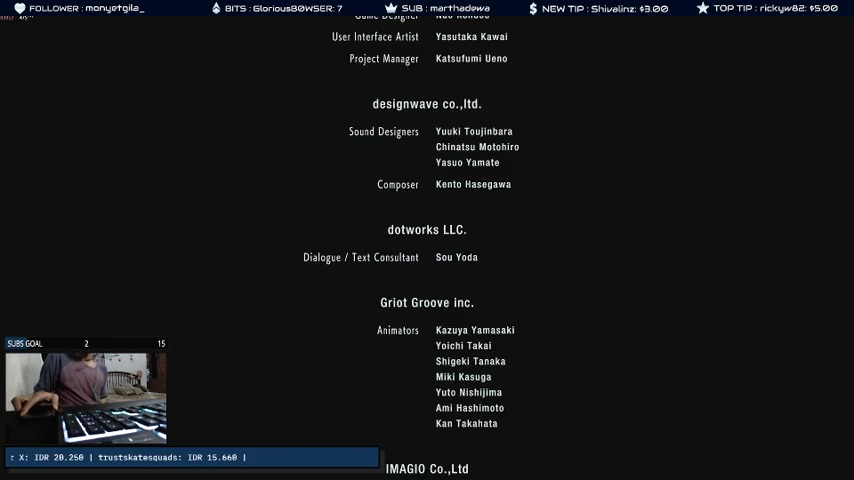 FOLLOWER : monyetgila_ BITS : Glorious80WSER: 7 SUB : marthadewa NEW TIP : Shivalinz: $3.00 TOP TIP : rickyw82: $5.00
Game Designer
User Interface Artist Yasutaka Kawai
Project Manager Katsufumi Ueno
designwave co.,ltd.
Sound Designers Yuuki Toujinbara
Chinatsu Motohiro
Yasuo Yamate
Composer Kento Hasegawa
dotworks LLC.
Dialogue / Text Consultant Sou Yoda
Griot Groove inc.
Animators Kazuya Yamasaki
Yoichi Takai
Shigeki Tanaka
Miki Kasuga
Yuto Nishijima
Ami Hashimoto
Kan Takahata
IMAGIO Co.,Ltd
SUBS GOAL 2 15
X: IDR 20.250 | trustskatesquads: IDR 15.660 |